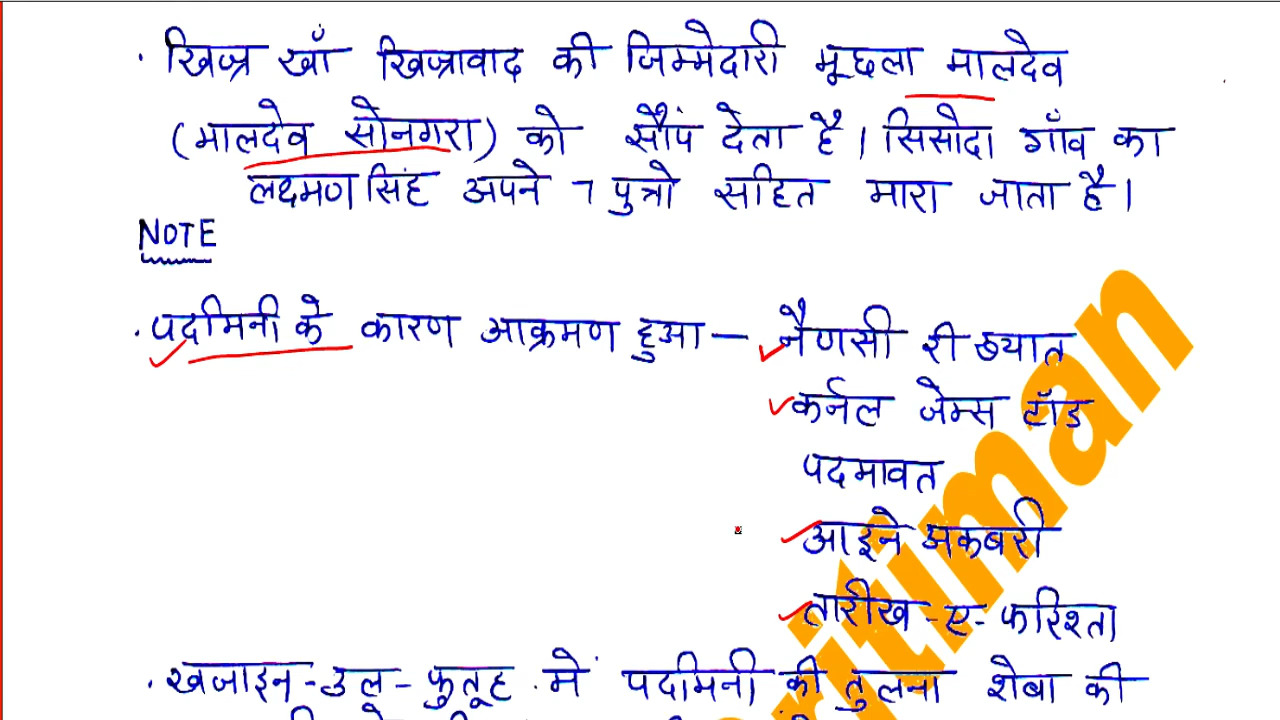 · खिज्र खाँ खिज्रावाद की जिम्मेदारी मूछला मालदेव
(मालदेव सोनगरा) को सौंप देता है। सिसोदा गाँव का
लक्ष्मण सिंह अपने 7 पुत्रो सहित मारा जाता है।
NOTE
· पदमिनी के कारण आक्रमण हुआ — नैणसी री ख्यात
कर्नल जेम्स टॉड
पदमावत
आइने अकबरी
तारीख - ए - फरिश्ता
· खजाइन - उल - फुतूह में पदमिनी की तुलना शेबा की